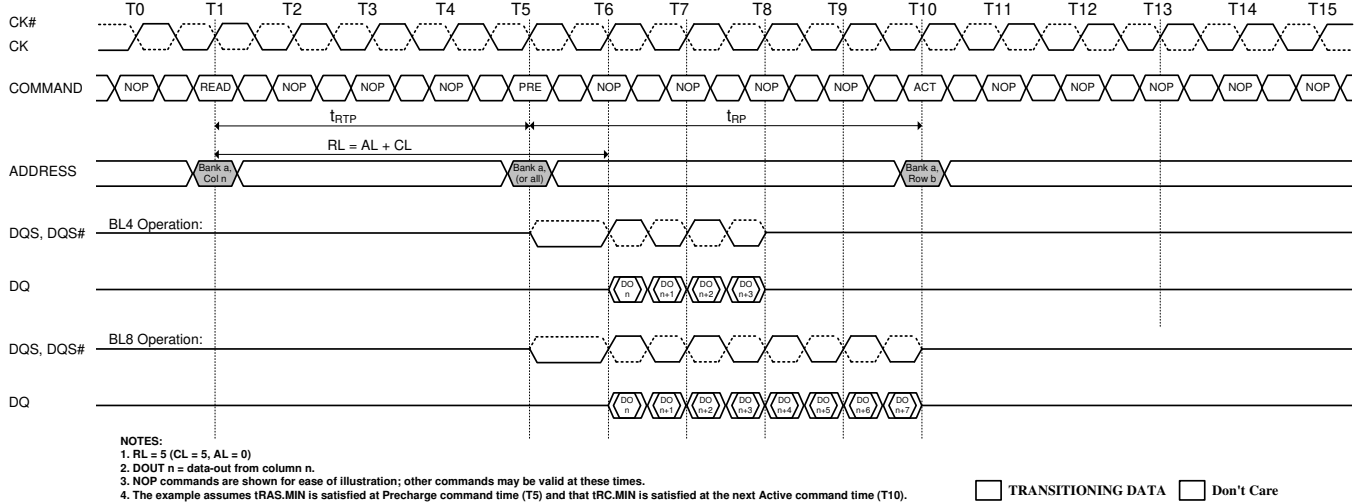 T0 T1 T2 T3 T4 T5 T6 T7 T8 T9 T10 T11 T12 T13 T14 T15
CK#
CK
COMMAND NOP READ NOP NOP NOP PRE NOP NOP NOP NOP ACT NOP NOP NOP NOP NOP
tRTP tRP
RL = AL + CL
ADDRESS
Bank a, Col n
Bank a, (or all)
Bank a, Row b
BL4 Operation:
DQS, DQS#
DQ
DO n DO n+1 DO n+2 DO n+3
BL8 Operation:
DQS, DQS#
DQ
DO n DO n+1 DO n+2 DO n+3 DO n+4 DO n+5 DO n+6 DO n+7
NOTES:
1. RL = 5 (CL = 5, AL = 0)
2. DOUT n = data-out from column n.
3. NOP commands are shown for ease of illustration; other commands may be valid at these times.
4. The example assumes tRAS.MIN is satisfied at Precharge command time (T5) and that tRC.MIN is satisfied at the next Active command time (T10).
TRANSITIONING DATA Don't Care